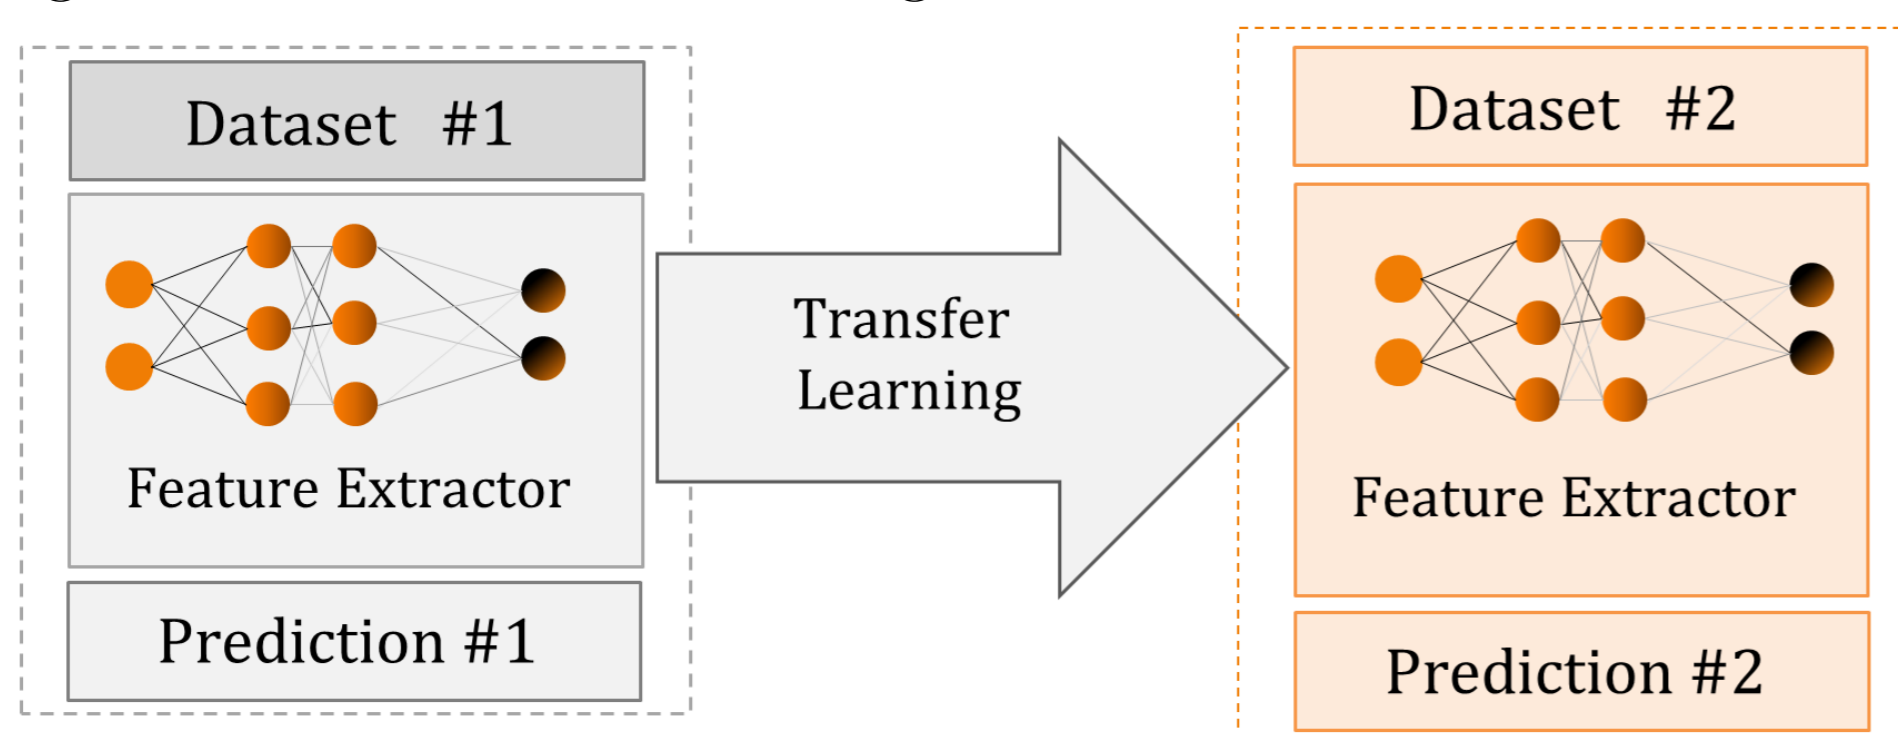 Dataset #1
Feature Extractor
Prediction #1
Transfer
Learning
Dataset #2
Feature Extractor
Prediction #2